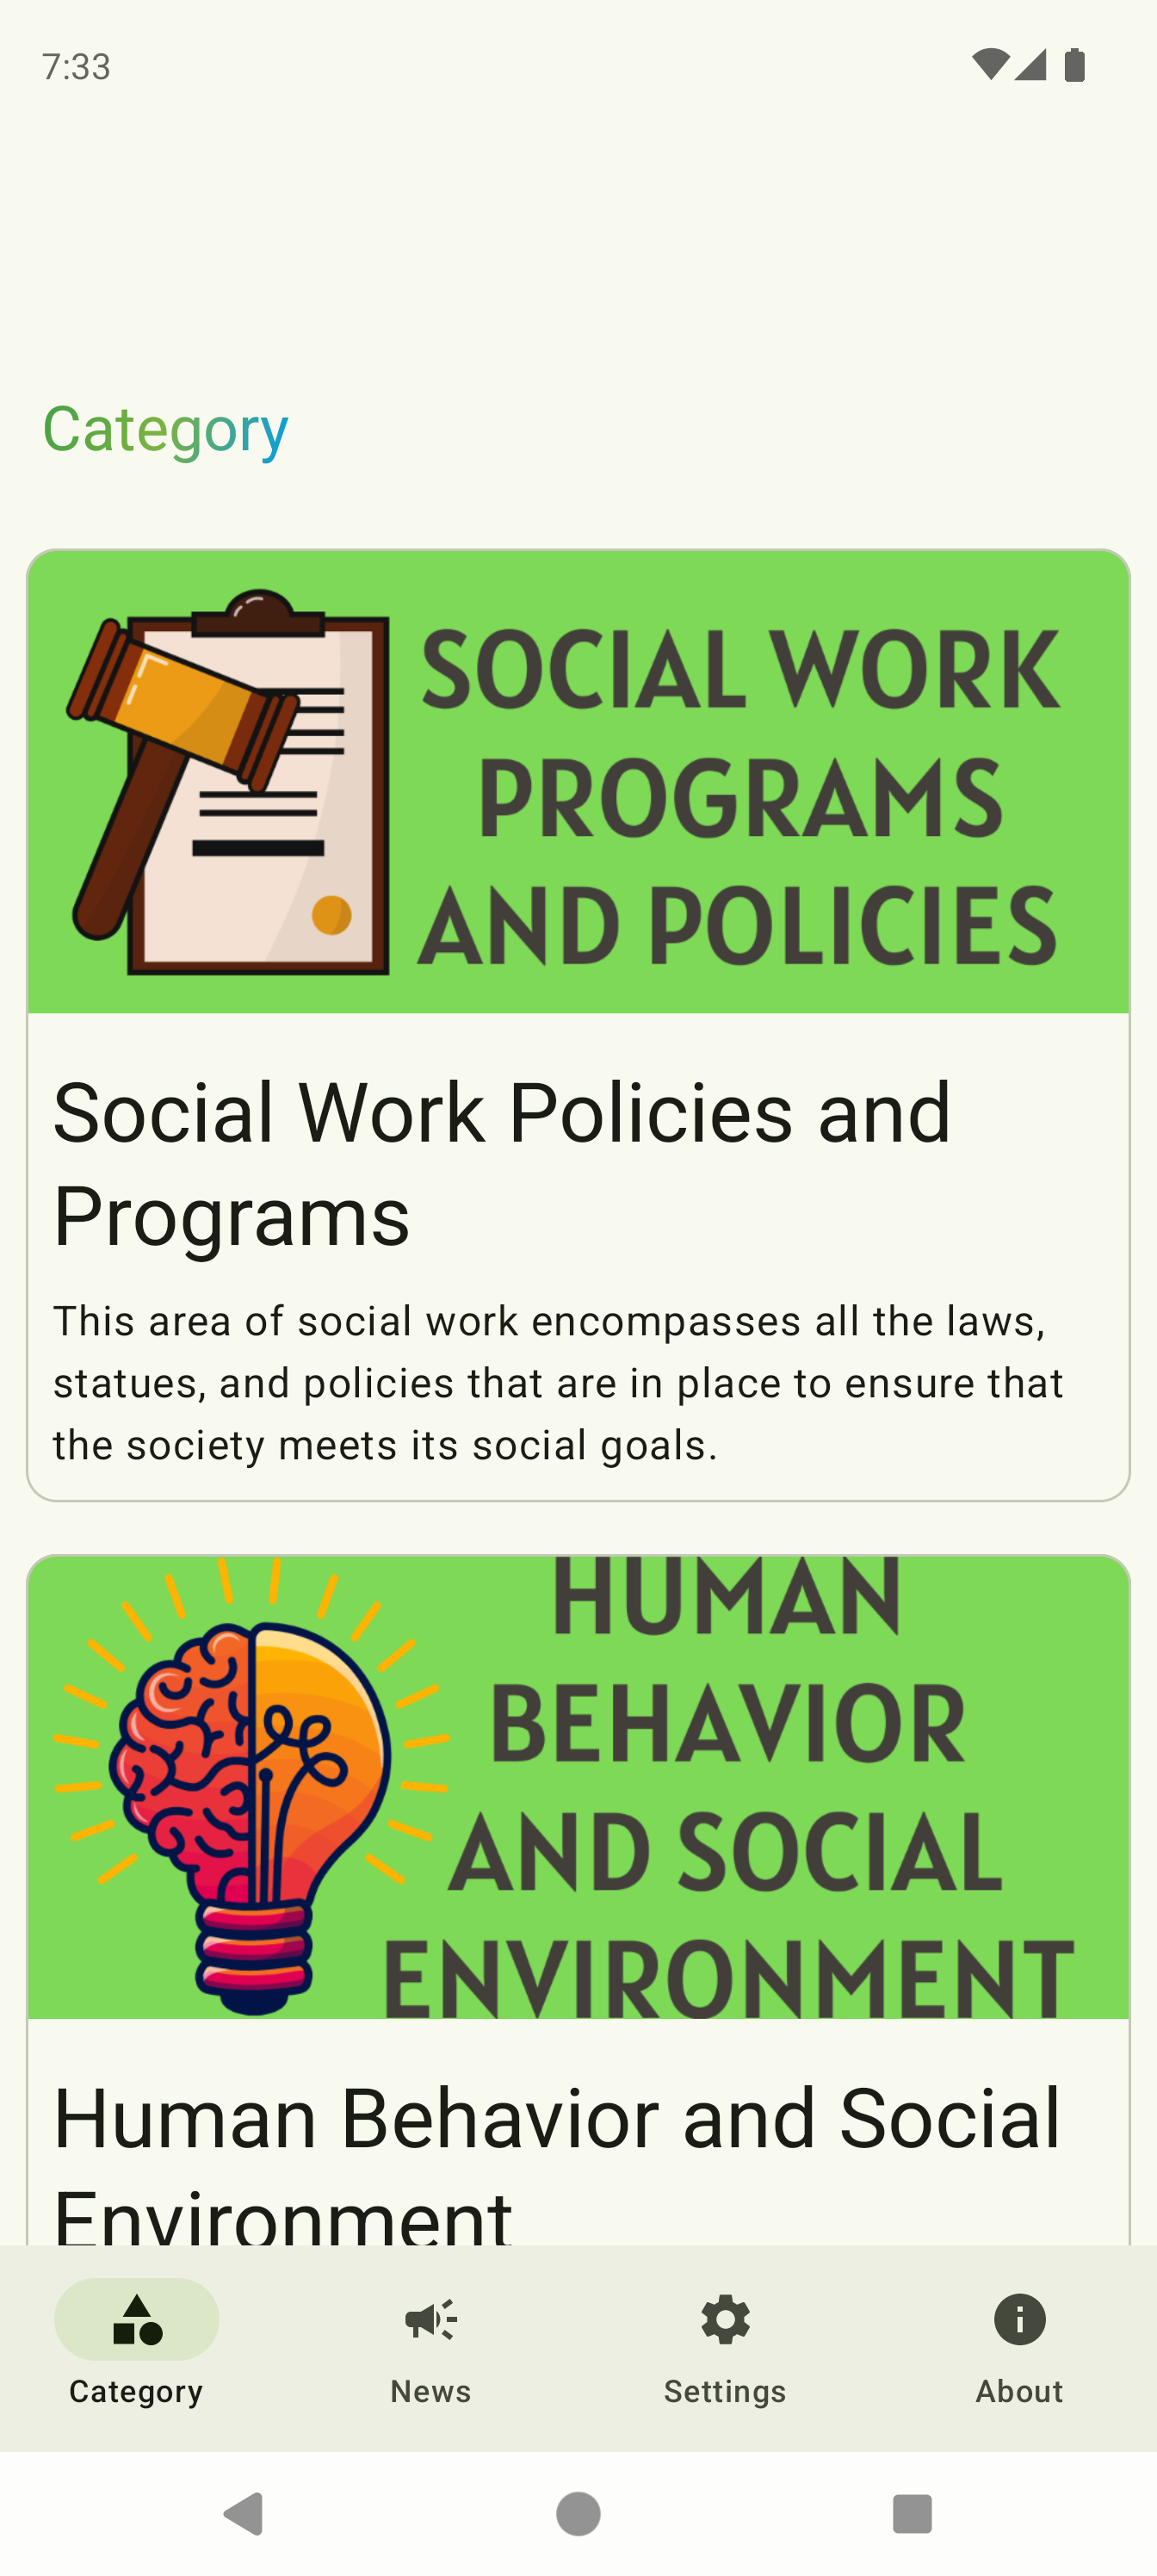 7:33
Category
SOCIAL WORK
PROGRAMS
AND POLICIES
Social Work Policies and
Programs
This area of social work encompasses all the laws,
statues, and policies that are in place to ensure that
the society meets its social goals.
HUMAN
BEHAVIOR
AND SOCIAL
ENVIRONMENT
Human Behavior and Social
Environment
Category
News
Settings
About